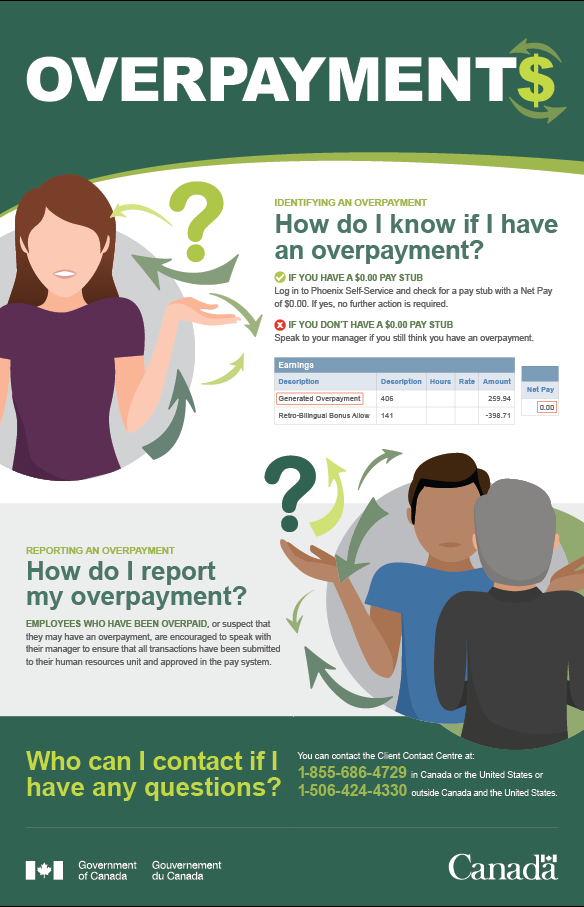 OVERPAYMENT$
IDENTIFYING AN OVERPAYMENT
How do I know if I have
an overpayment?
IF YOU HAVE A $0.00 PAY STUB
Log in to Phoenix Self-Service and check for a pay stub with a Net Pay
of $0.00. If yes, no further action is required.
IF YOU DON'T HAVE A $0.00 PAY STUB
Speak to your manager if you still think you have an overpayment.
Earnings
Description Description Hours Rate Amount Net Pay
Generated Overpayment 406 259.94 0.00
Retro-Bilingual Bonus Allow 141 -398.71
?
?
REPORTING AN OVERPAYMENT
How do I report
my overpayment?
EMPLOYEES WHO HAVE BEEN OVERPAID, or suspect that
they may have an overpayment, are encouraged to speak with
their manager to ensure that all transactions have been submitted
to their human resources unit and approved in the pay system.
Who can I contact if I
have any questions?
You can contact the Client Contact Centre at:
1-855-686-4729 in Canada or the United States or
1-506-424-4330 outside Canada and the United States.
Government Gouvernement
of Canada du Canada
Canada